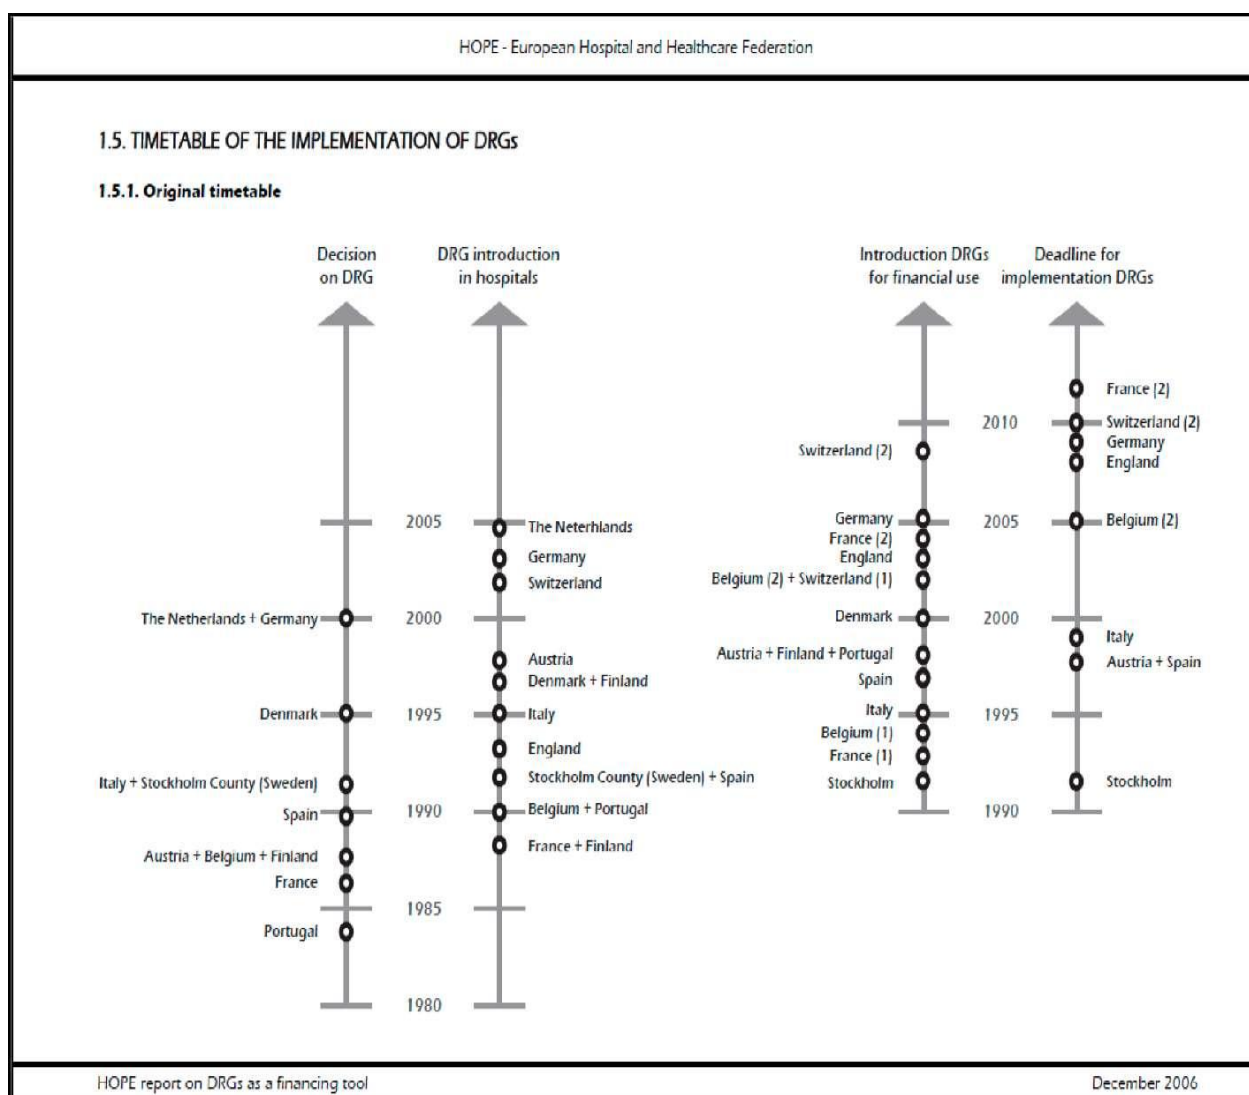 HOPE - European Hospital and Healthcare Federation
1.5. TIMETABLE OF THE IMPLEMENTATION OF DRGs
1.5.1. Original timetable
Decision
on DRG
DRG introduction
in hospitals
2005
The Neterhlands
Germany
Switzerland
The Netherlands + Germany
2000
Austria
Denmark + Finland
Denmark
1995
Italy
England
Italy + Stockholm County (Sweden)
Stockholm County (Sweden) + Spain
Spain
1990
Belgium + Portugal
Austria + Belgium + Finland
France + Finland
France
1985
Portugal
1980
Introduction DRGs
for financial use
Deadline for
implementation DRGs
France (2)
2010
Switzerland (2)
Switzerland (2)
Germany
England
Germany
2005
Belgium (2)
France (2)
England
Belgium (2) + Switzerland (1)
Denmark
2000
Italy
Austria + Finland + Portugal
Austria + Spain
Spain
Italy
1995
Belgium (1)
France (1)
Stockholm
Stockholm
1990
HOPE report on DRGs as a financing tool
December 2006